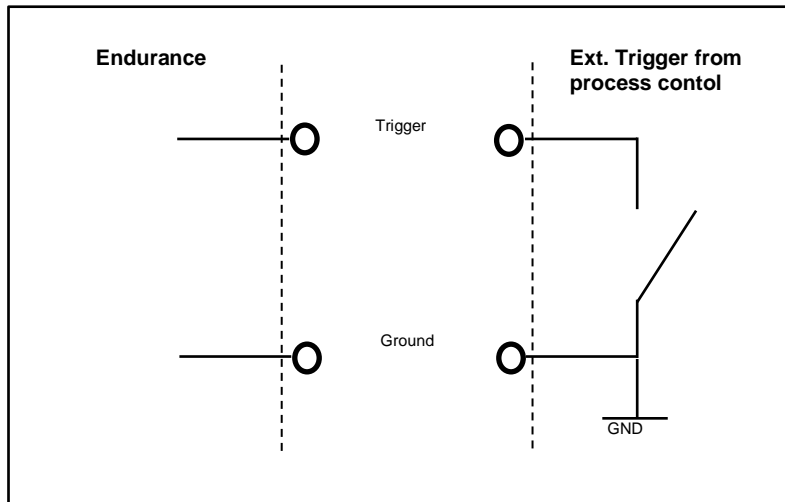 Endurance
Ext. Trigger from
process contol
Trigger
Ground
GND